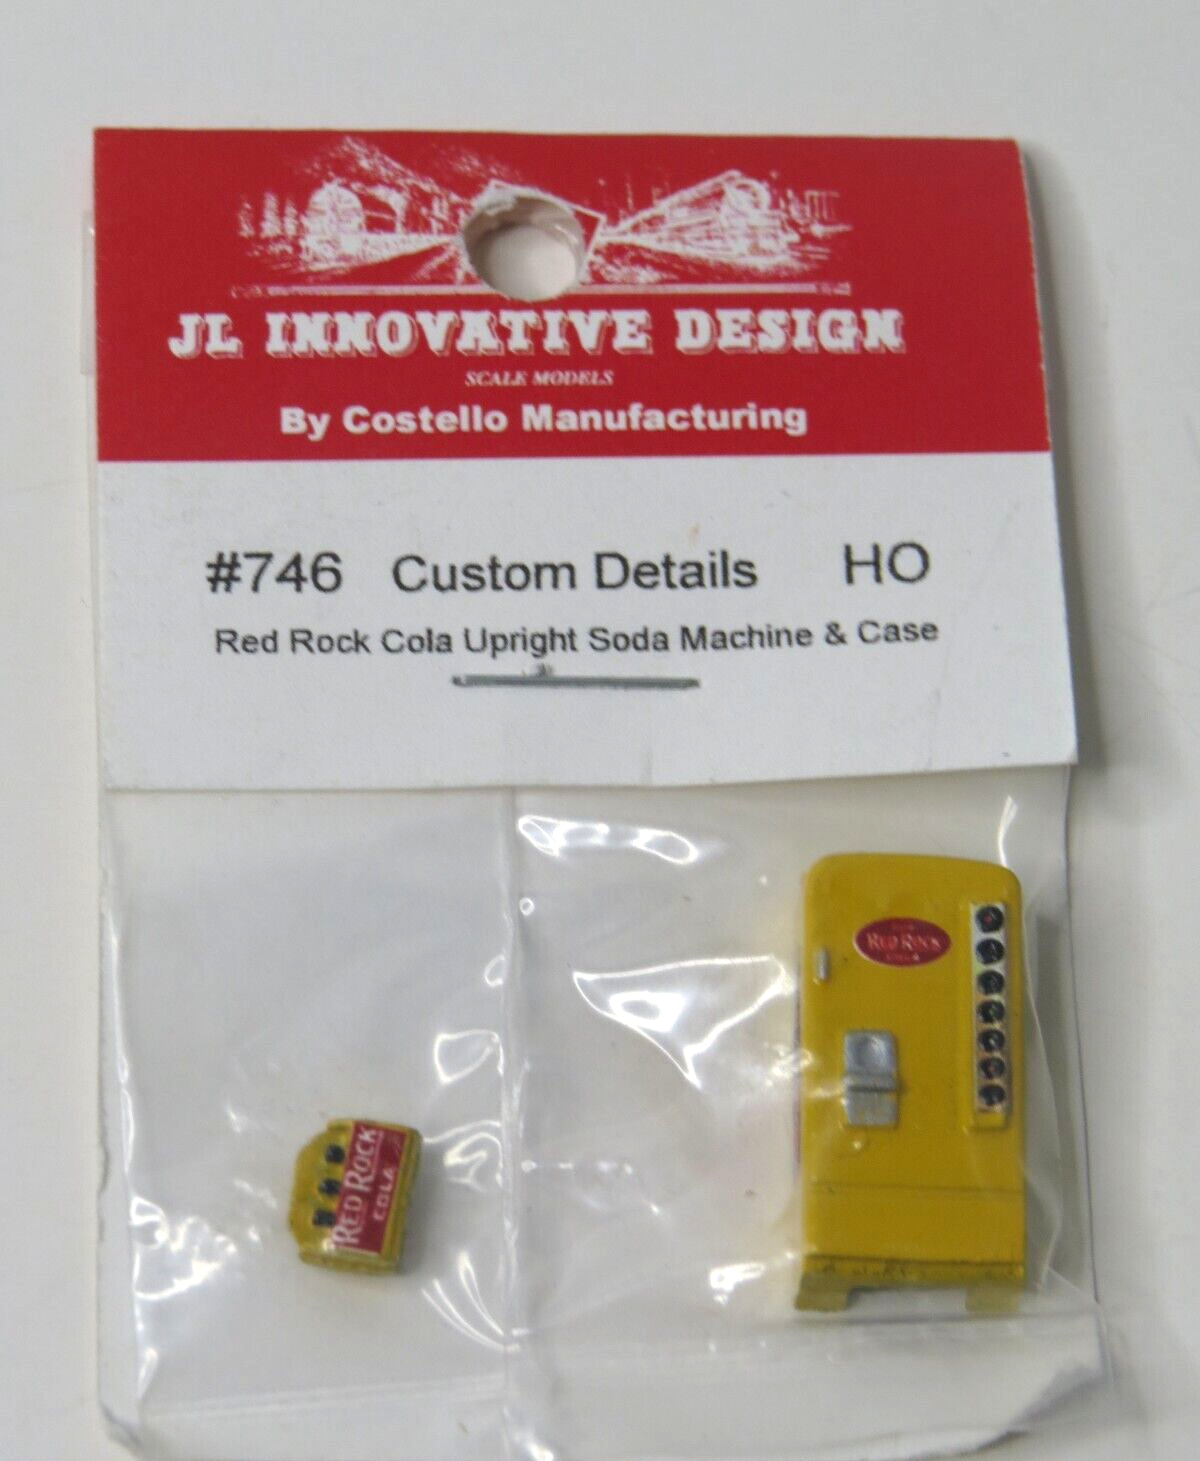 JL INNOVATIVE DESIGN
SCALE MODELS
By Costello Manufacturing
#746 Custom Details HO
Red Rock Cola Upright Soda Machine & Case
RED ROCK
COLA
RED ROCK
COLA